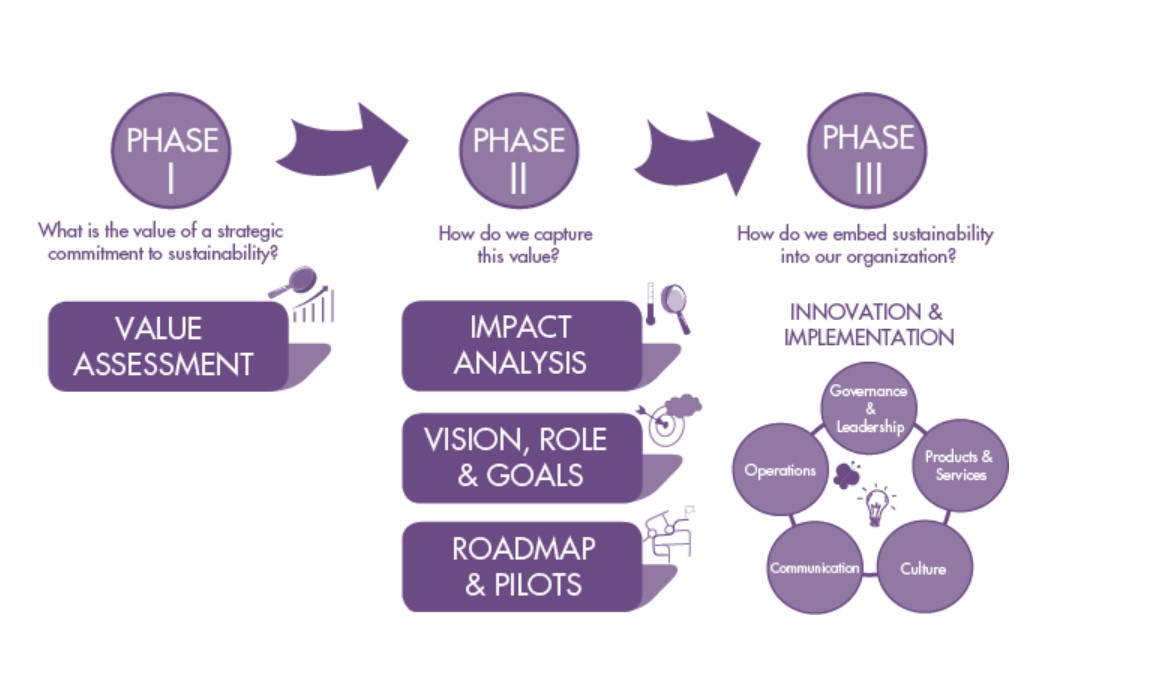 PHASE
I
What is the value of a strategic
commitment to sustainability?
VALUE
ASSESSMENT
PHASE
II
How do we capture
this value?
IMPACT
ANALYSIS
VISION, ROLE
& GOALS
ROADMAP
& PILOTS
PHASE
III
How do we embed sustainability
into our organization?
INNOVATION &
IMPLEMENTATION
Governance
&
Leadership
Products &
Services
Culture
Communication
Operations